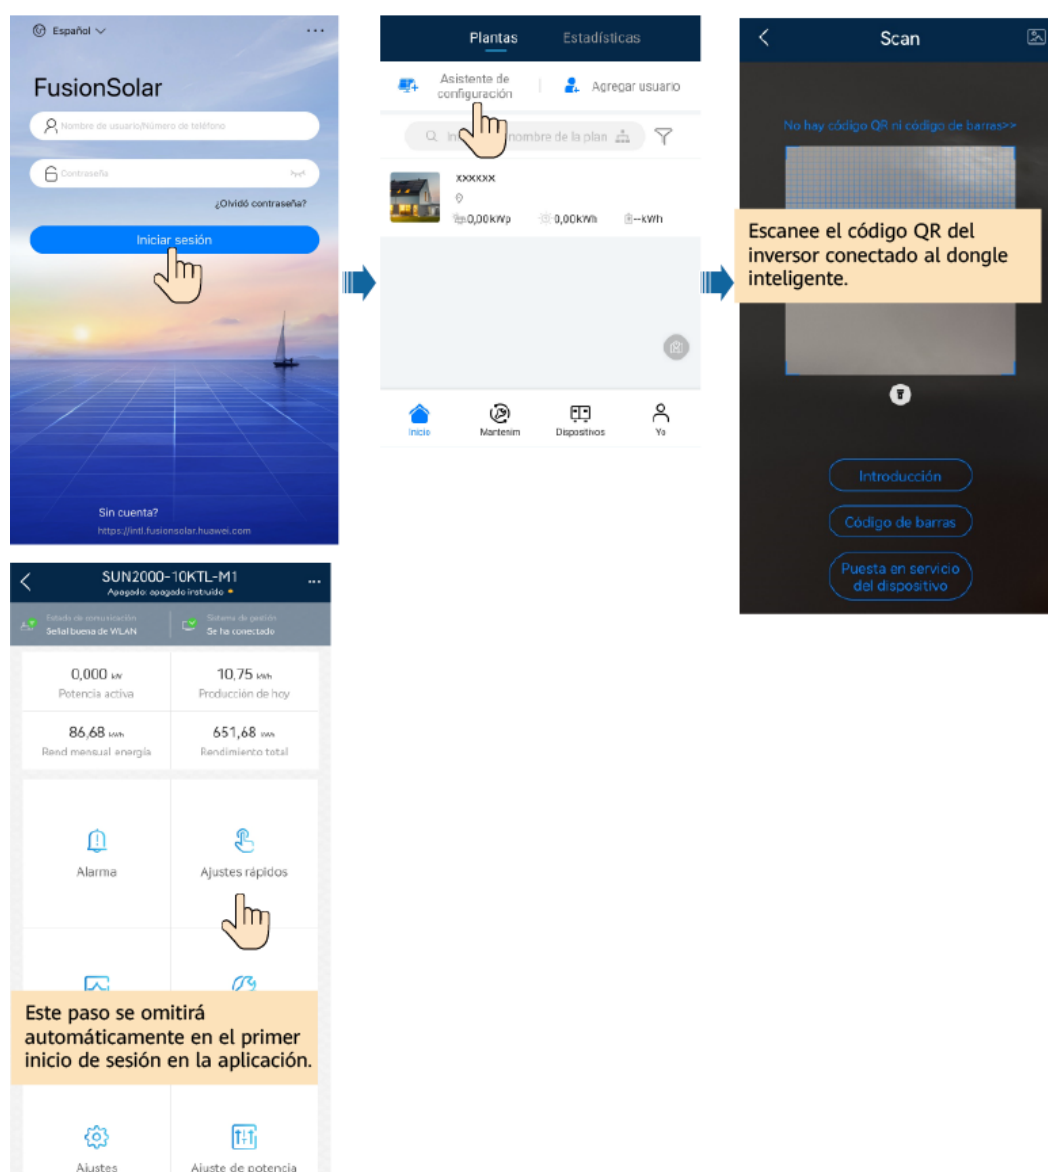 Español
FusionSolar
Nombre de usuario/Número de teléfono
Contraseña
¿Olvidó contraseña?
Iniciar sesión
Sin cuenta?
https://intl.fusionsolar.huawei.com
Plantas Estadísticas
Asistente de
configuración
Agregar usuario
nombre de la plan
xxxxxx
0,00kWp 0,00kWh --kWh
Inicio Mantenim Dispositivos Yo
Scan
No hay código QR ni código de barras>>
Escanee el código QR del
inversor conectado al dongle
inteligente.
Introducción
Código de barras
Puesta en servicio
del dispositivo
SUN2000-10KTL-M1
Apagado: apagado instruido
Estado de comunicación
Señal buena de WLAN
Sistema de gestión
Se ha conectado
0,000 kW
Potencia activa
10,75 kWh
Producción de hoy
86,68 kWh
Rend mensual energía
651,68 kWh
Rendimiento total
Alarma
Ajustes rápidos
Este paso se omitirá
automáticamente en el primer
inicio de sesión en la aplicación.
Ajustes
Ajuste de potencia